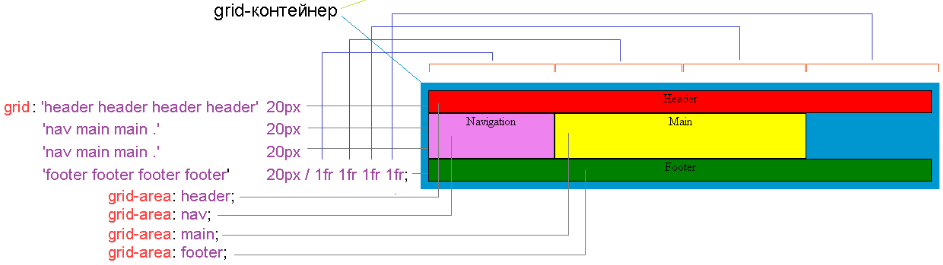 grid-контейнер
grid: 'header header header header' 20px
'nav main main .' 20px
'nav main main .' 20px
'footer footer footer footer' 20px / 1fr 1fr 1fr 1fr;
grid-area: header;
grid-area: nav;
grid-area: main;
grid-area: footer;
Header
Navigation
Main
Footer